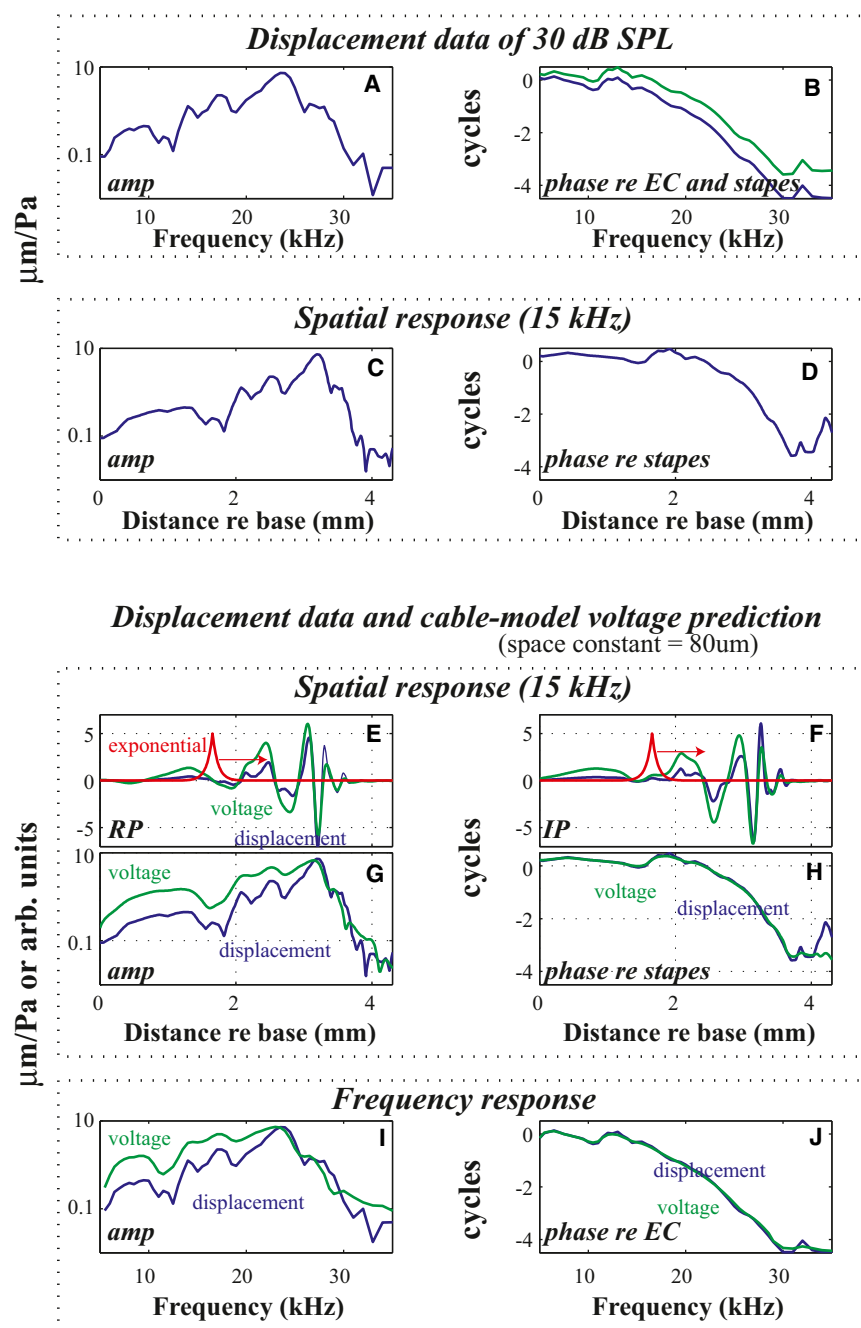 Displacement data of 30 dB SPL
μm/Pa
10
0.1
A
amp
10 20 30
Frequency (kHz)
cycles
0
-2
-4
B
phase re EC and stapes
10 20 30
Frequency (kHz)
Spatial response (15 kHz)
10
0.1
C
amp
0 2 4
Distance re base (mm)
cycles
0
-2
-4
D
phase re stapes
0 2 4
Distance re base (mm)
Displacement data and cable-model voltage prediction
(space constant = 80um)
Spatial response (15 kHz)
μm/Pa or arb. units
5
0
-5
E
exponential
voltage
RP
displacement
5
0
-5
F
IP
10
0.1
voltage
G
displacement
amp
0 2 4
Distance re base (mm)
cycles
0
-2
-4
H
voltage
displacement
phase re stapes
0 2 4
Distance re base (mm)
Frequency response
10
0.1
voltage
I
displacement
amp
10 20 30
Frequency (kHz)
cycles
0
-2
-4
J
displacement
voltage
phase re EC
10 20 30
Frequency (kHz)